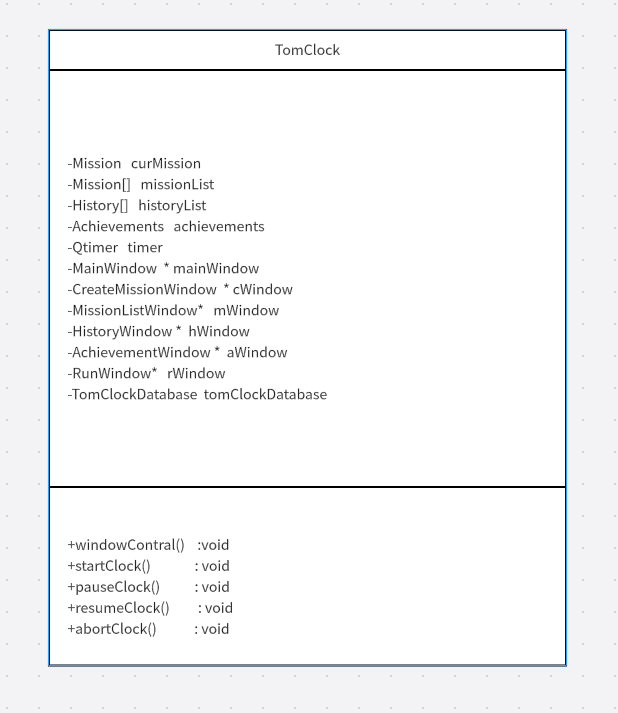 TomClock
-Mission curMission
-Mission[] missionList
-History[] historyList
-Achievements achievements
-Qtimer timer
-MainWindow * mainWindow
-CreateMissionWindow * cWindow
-MissionListWindow* mWindow
-HistoryWindow * hWindow
-AchievementWindow * aWindow
-RunWindow* rWindow
-TomClockDatabase tomClockDatabase
+windowContral() :void
+startClock() : void
+pauseClock() : void
+resumeClock() : void
+abortClock() : void